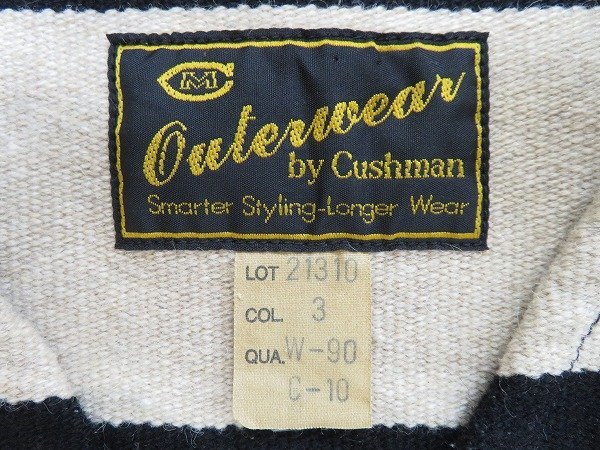 CM
Outerwear
by Cushman
Smarter Styling-Longer Wear
LOT 21310
COL. 3
QUA. W-90
C-10